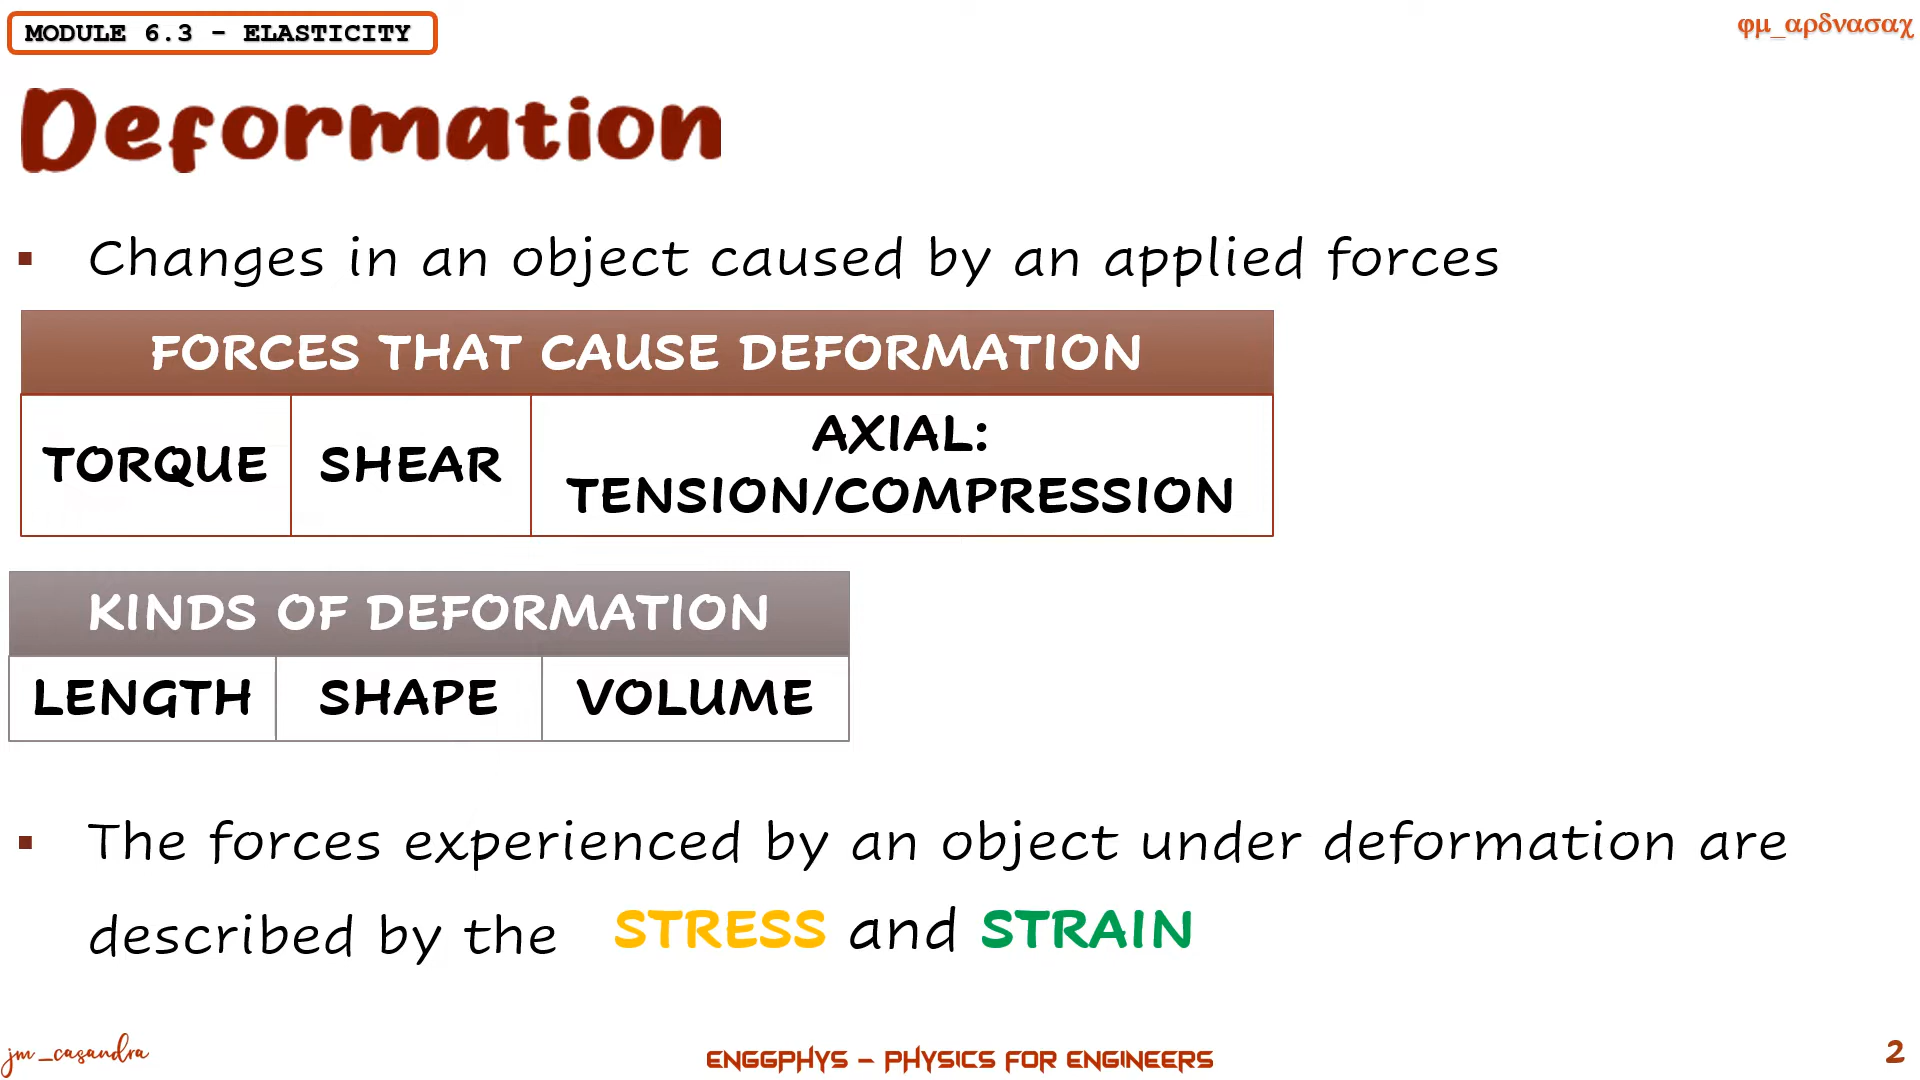 MODULE 6.3 - ELASTICITY
φμ_αρδνασαχ
Deformation
▪ Changes in an object caused by an applied forces
FORCES THAT CAUSE DEFORMATION
TORQUE SHEAR AXIAL: TENSION/COMPRESSION
KINDS OF DEFORMATION
LENGTH SHAPE VOLUME
▪ The forces experienced by an object under deformation are
described by the STRESS and STRAIN
jm_casandra
ENGGPHYS – PHYSICS FOR ENGINEERS
2